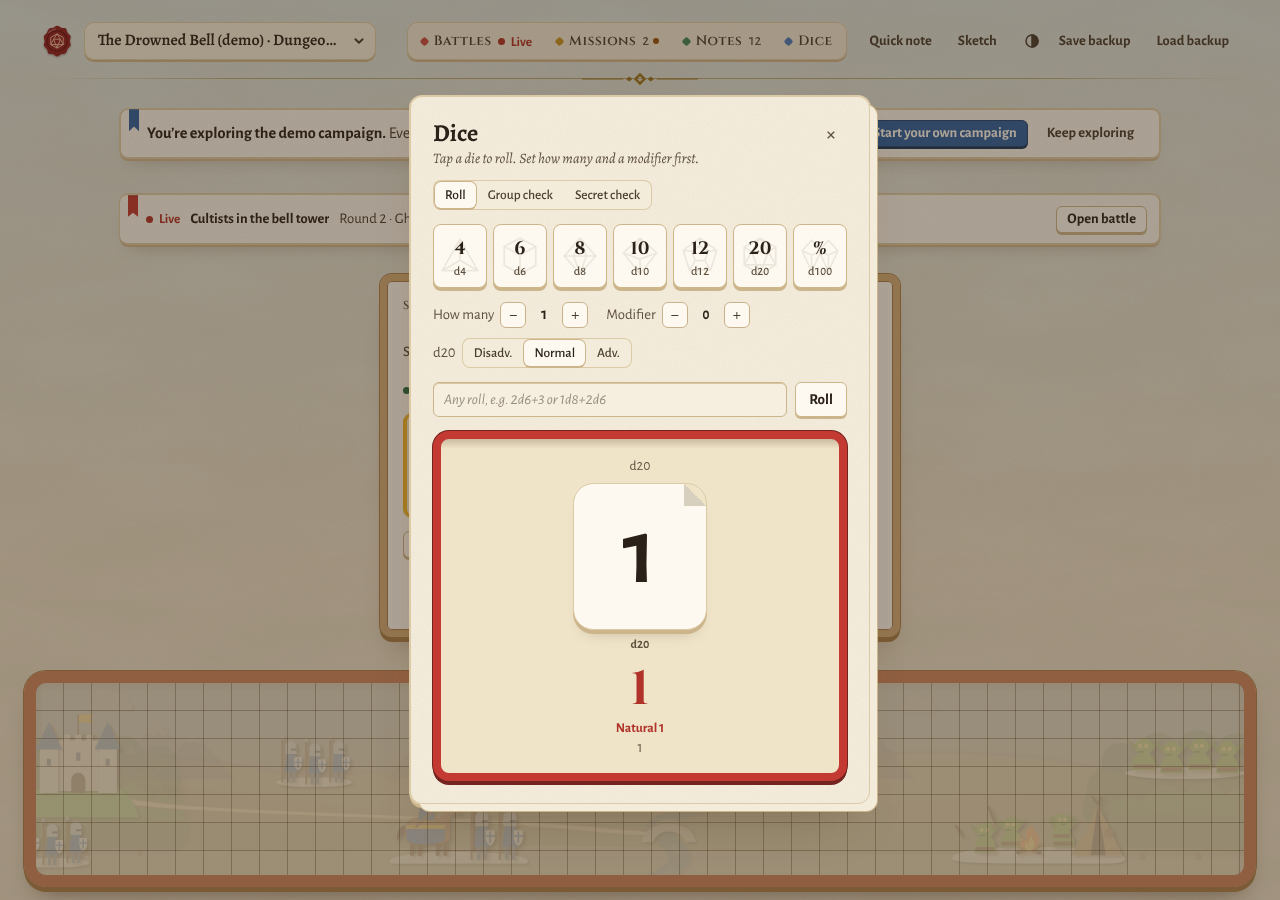 The Drowned Bell (demo) · Dungeo...
BATTLES Live
MISSIONS 2
NOTES 12
DICE
Quick note
Sketch
Save backup
Load backup
You're exploring the demo campaign. Eve
Start your own campaign
Keep exploring
Live Cultists in the bell tower Round 2 · Gh
Open battle
Dice
×
Tap a die to roll. Set how many and a modifier first.
Roll Group check Secret check
4 6 8 10 12 20 %
d4 d6 d8 d10 d12 d20 d100
How many − 1 + Modifier − 0 +
d20 Disadv. Normal Adv.
Any roll, e.g. 2d6+3 or 1d8+2d6
Roll
d20
1
d20
1
Natural 1
1